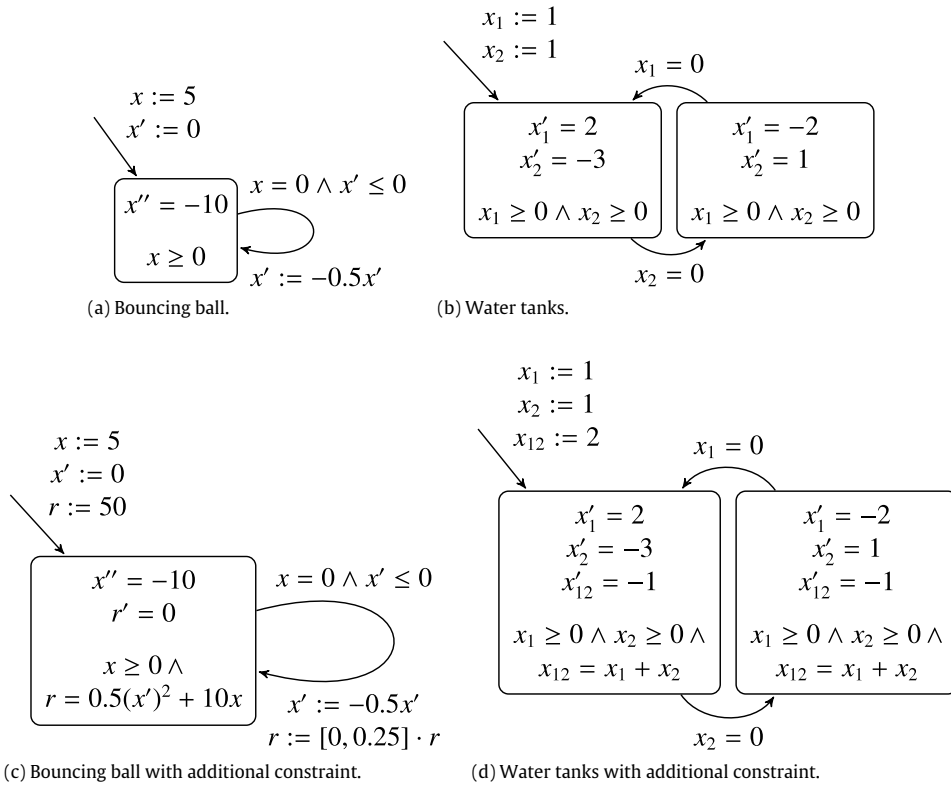 x := 5
x′ := 0
x′′ = −10
x ≥ 0
x = 0 ∧ x′ ≤ 0
x′ := −0.5x′
(a) Bouncing ball.
x₁ := 1
x₂ := 1
x₁ = 0
x′₁ = 2
x′₂ = −3
x₁ ≥ 0 ∧ x₂ ≥ 0
x′₁ = −2
x′₂ = 1
x₁ ≥ 0 ∧ x₂ ≥ 0
x₂ = 0
(b) Water tanks.
x := 5
x′ := 0
r := 50
x′′ = −10
r′ = 0
x ≥ 0 ∧
r = 0.5(x′)² + 10x
x = 0 ∧ x′ ≤ 0
x′ := −0.5x′
r := [0, 0.25] · r
(c) Bouncing ball with additional constraint.
x₁ := 1
x₂ := 1
x₁₂ := 2
x₁ = 0
x′₁ = 2
x′₂ = −3
x′₁₂ = −1
x₁ ≥ 0 ∧ x₂ ≥ 0 ∧
x₁₂ = x₁ + x₂
x′₁ = −2
x′₂ = 1
x′₁₂ = −1
x₁ ≥ 0 ∧ x₂ ≥ 0 ∧
x₁₂ = x₁ + x₂
x₂ = 0
(d) Water tanks with additional constraint.